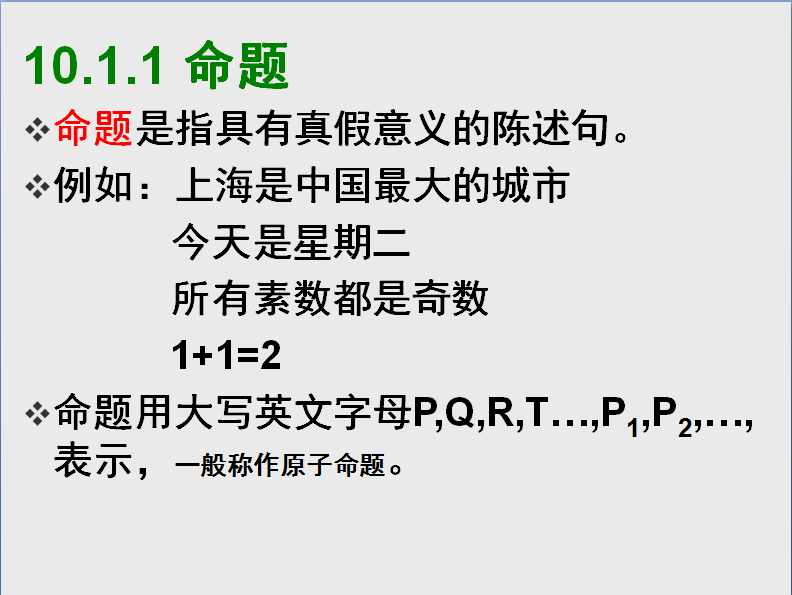 10.1.1 命题
❖命题是指具有真假意义的陈述句。
❖例如：上海是中国最大的城市
今天是星期二
所有素数都是奇数
1+1=2
❖命题用大写英文字母P,Q,R,T…,P₁,P₂,…,
表示，一般称作原子命题。